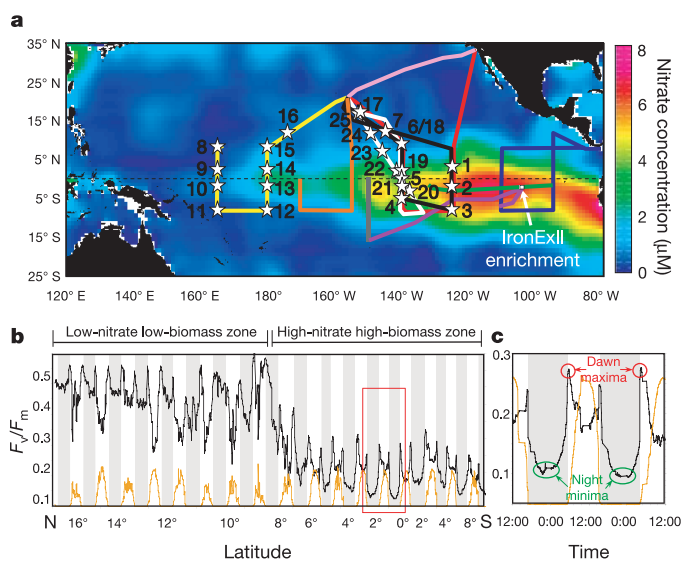 a
35° N
25° N
15° N
5° N
5° S
15° S
25° S
120° E
140° E
160° E
180° W
160° W
140° W
120° W
100° W
80° W
16
17
7
6/18
25
24
23
8
15
9
14
10
13
11
12
22
19
5
21
20
4
1
2
3
IronExII
enrichment
8
6
4
2
0
Nitrate concentration (µM)
b
Low-nitrate low-biomass zone
High-nitrate high-biomass zone
Fv/Fm
0.5
0.4
0.3
0.2
0.1
N
16°
14°
12°
10°
8°
6°
4°
2°
0°
2°
4°
6°
8°
S
Latitude
c
0.3
0.2
0.1
Dawn
maxima
Night
minima
12:00
0:00
12:00
0:00
12:00
Time